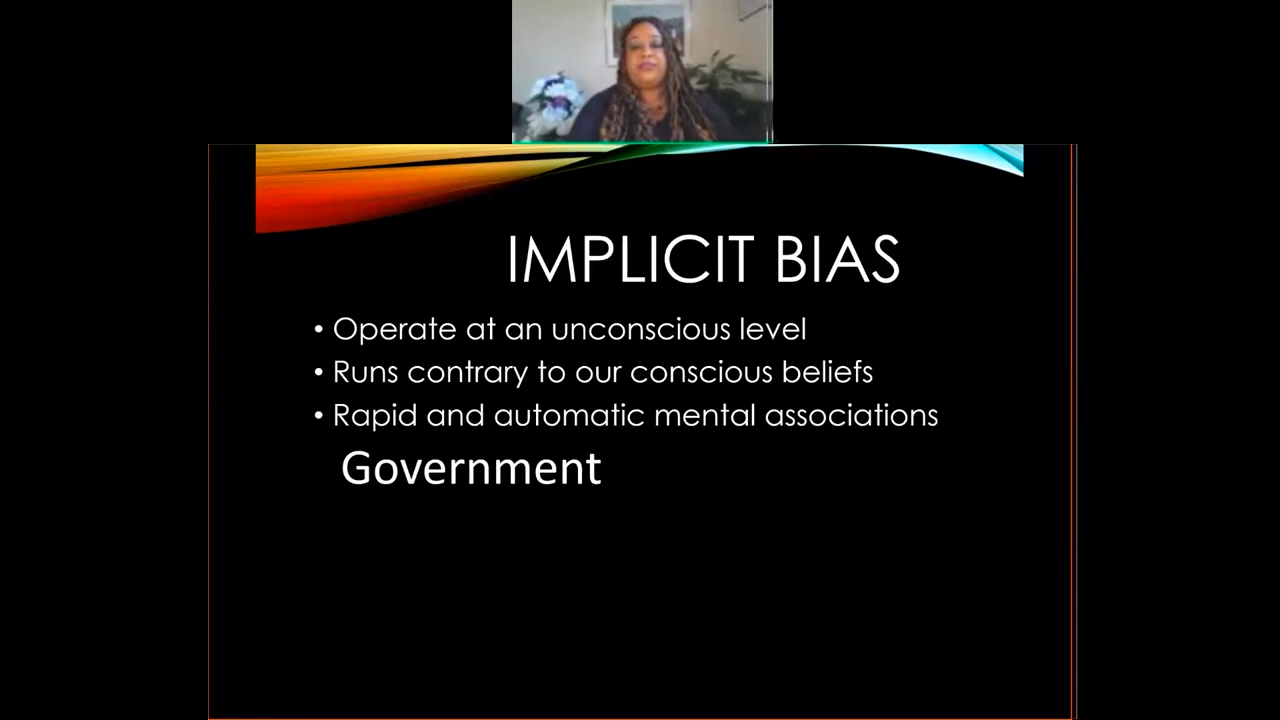 IMPLICIT BIAS
• Operate at an unconscious level
• Runs contrary to our conscious beliefs
• Rapid and automatic mental associations
Government